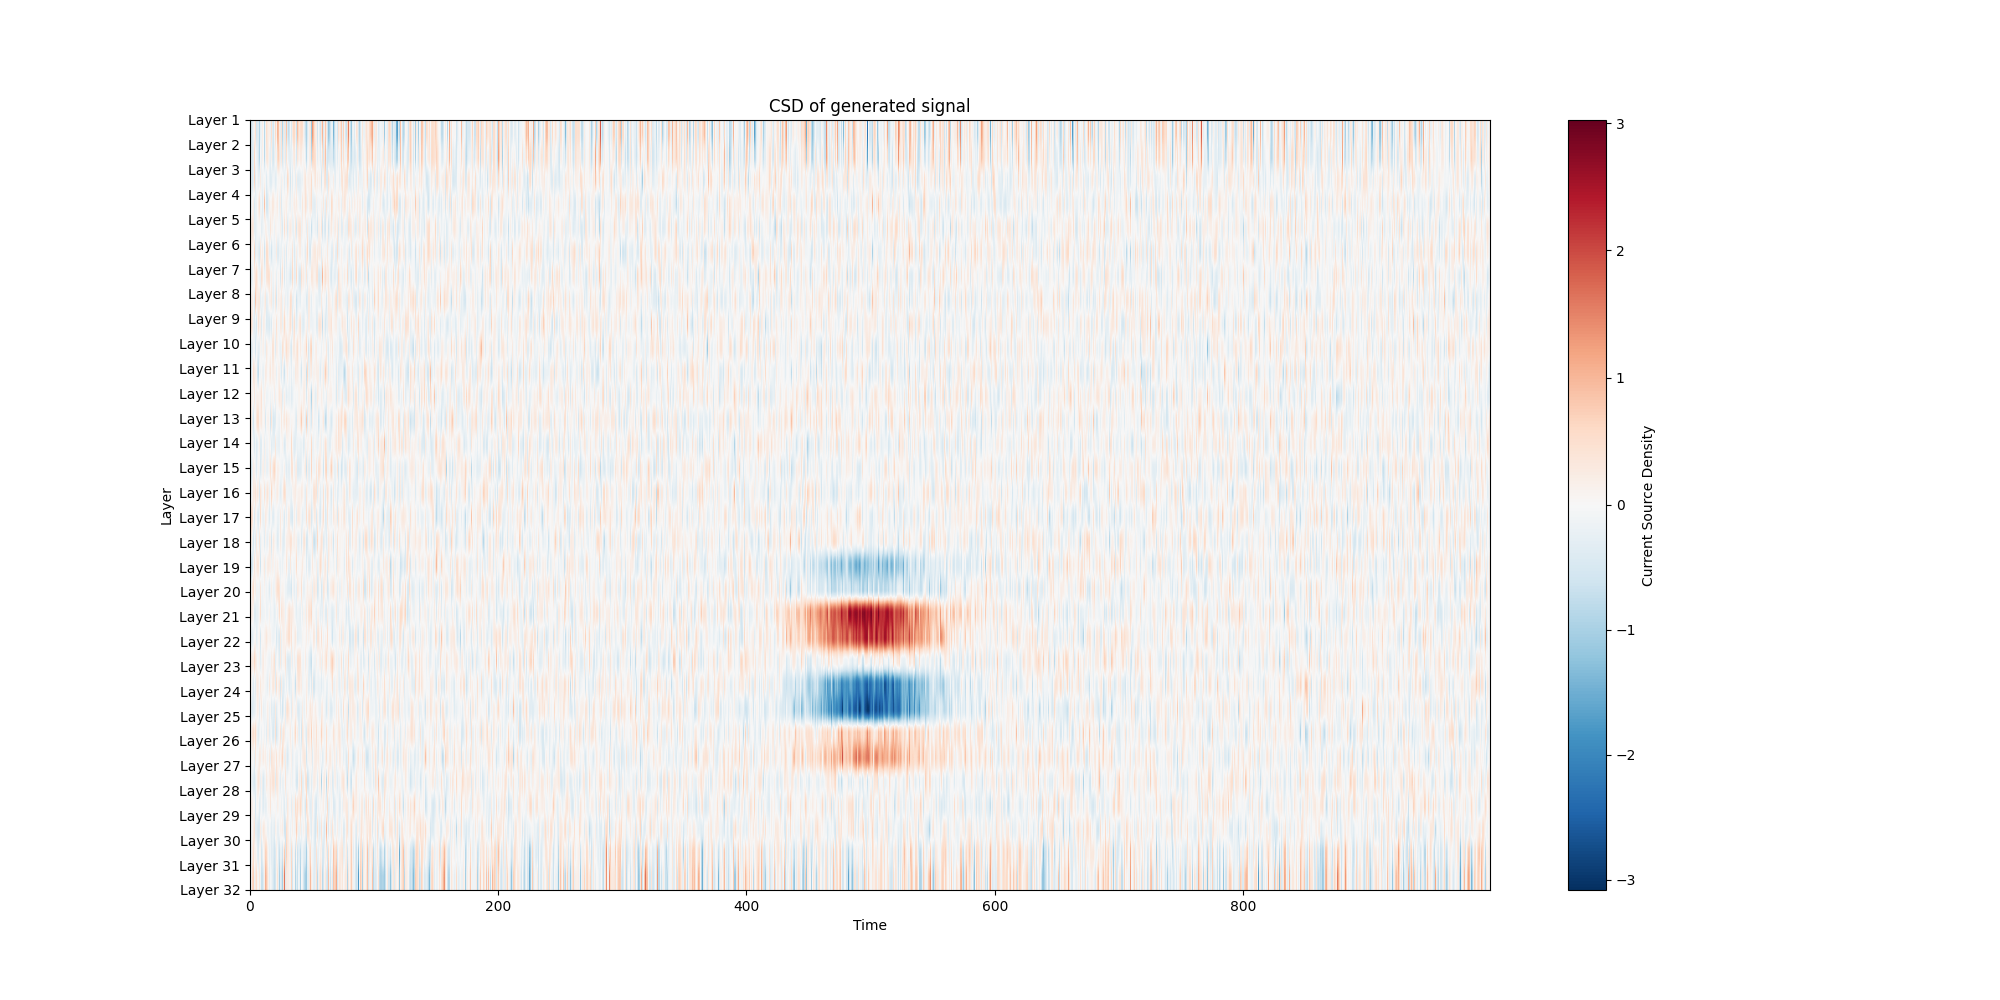 CSD of generated signal
Layer 1
Layer 2
Layer 3
Layer 4
Layer 5
Layer 6
Layer 7
Layer 8
Layer 9
Layer 10
Layer 11
Layer 12
Layer 13
Layer 14
Layer 15
Layer 16
Layer 17
Layer 18
Layer 19
Layer 20
Layer 21
Layer 22
Layer 23
Layer 24
Layer 25
Layer 26
Layer 27
Layer 28
Layer 29
Layer 30
Layer 31
Layer 32
Layer
0 200 400 600 800
Time
3
2
1
0
−1
−2
−3
Current Source Density